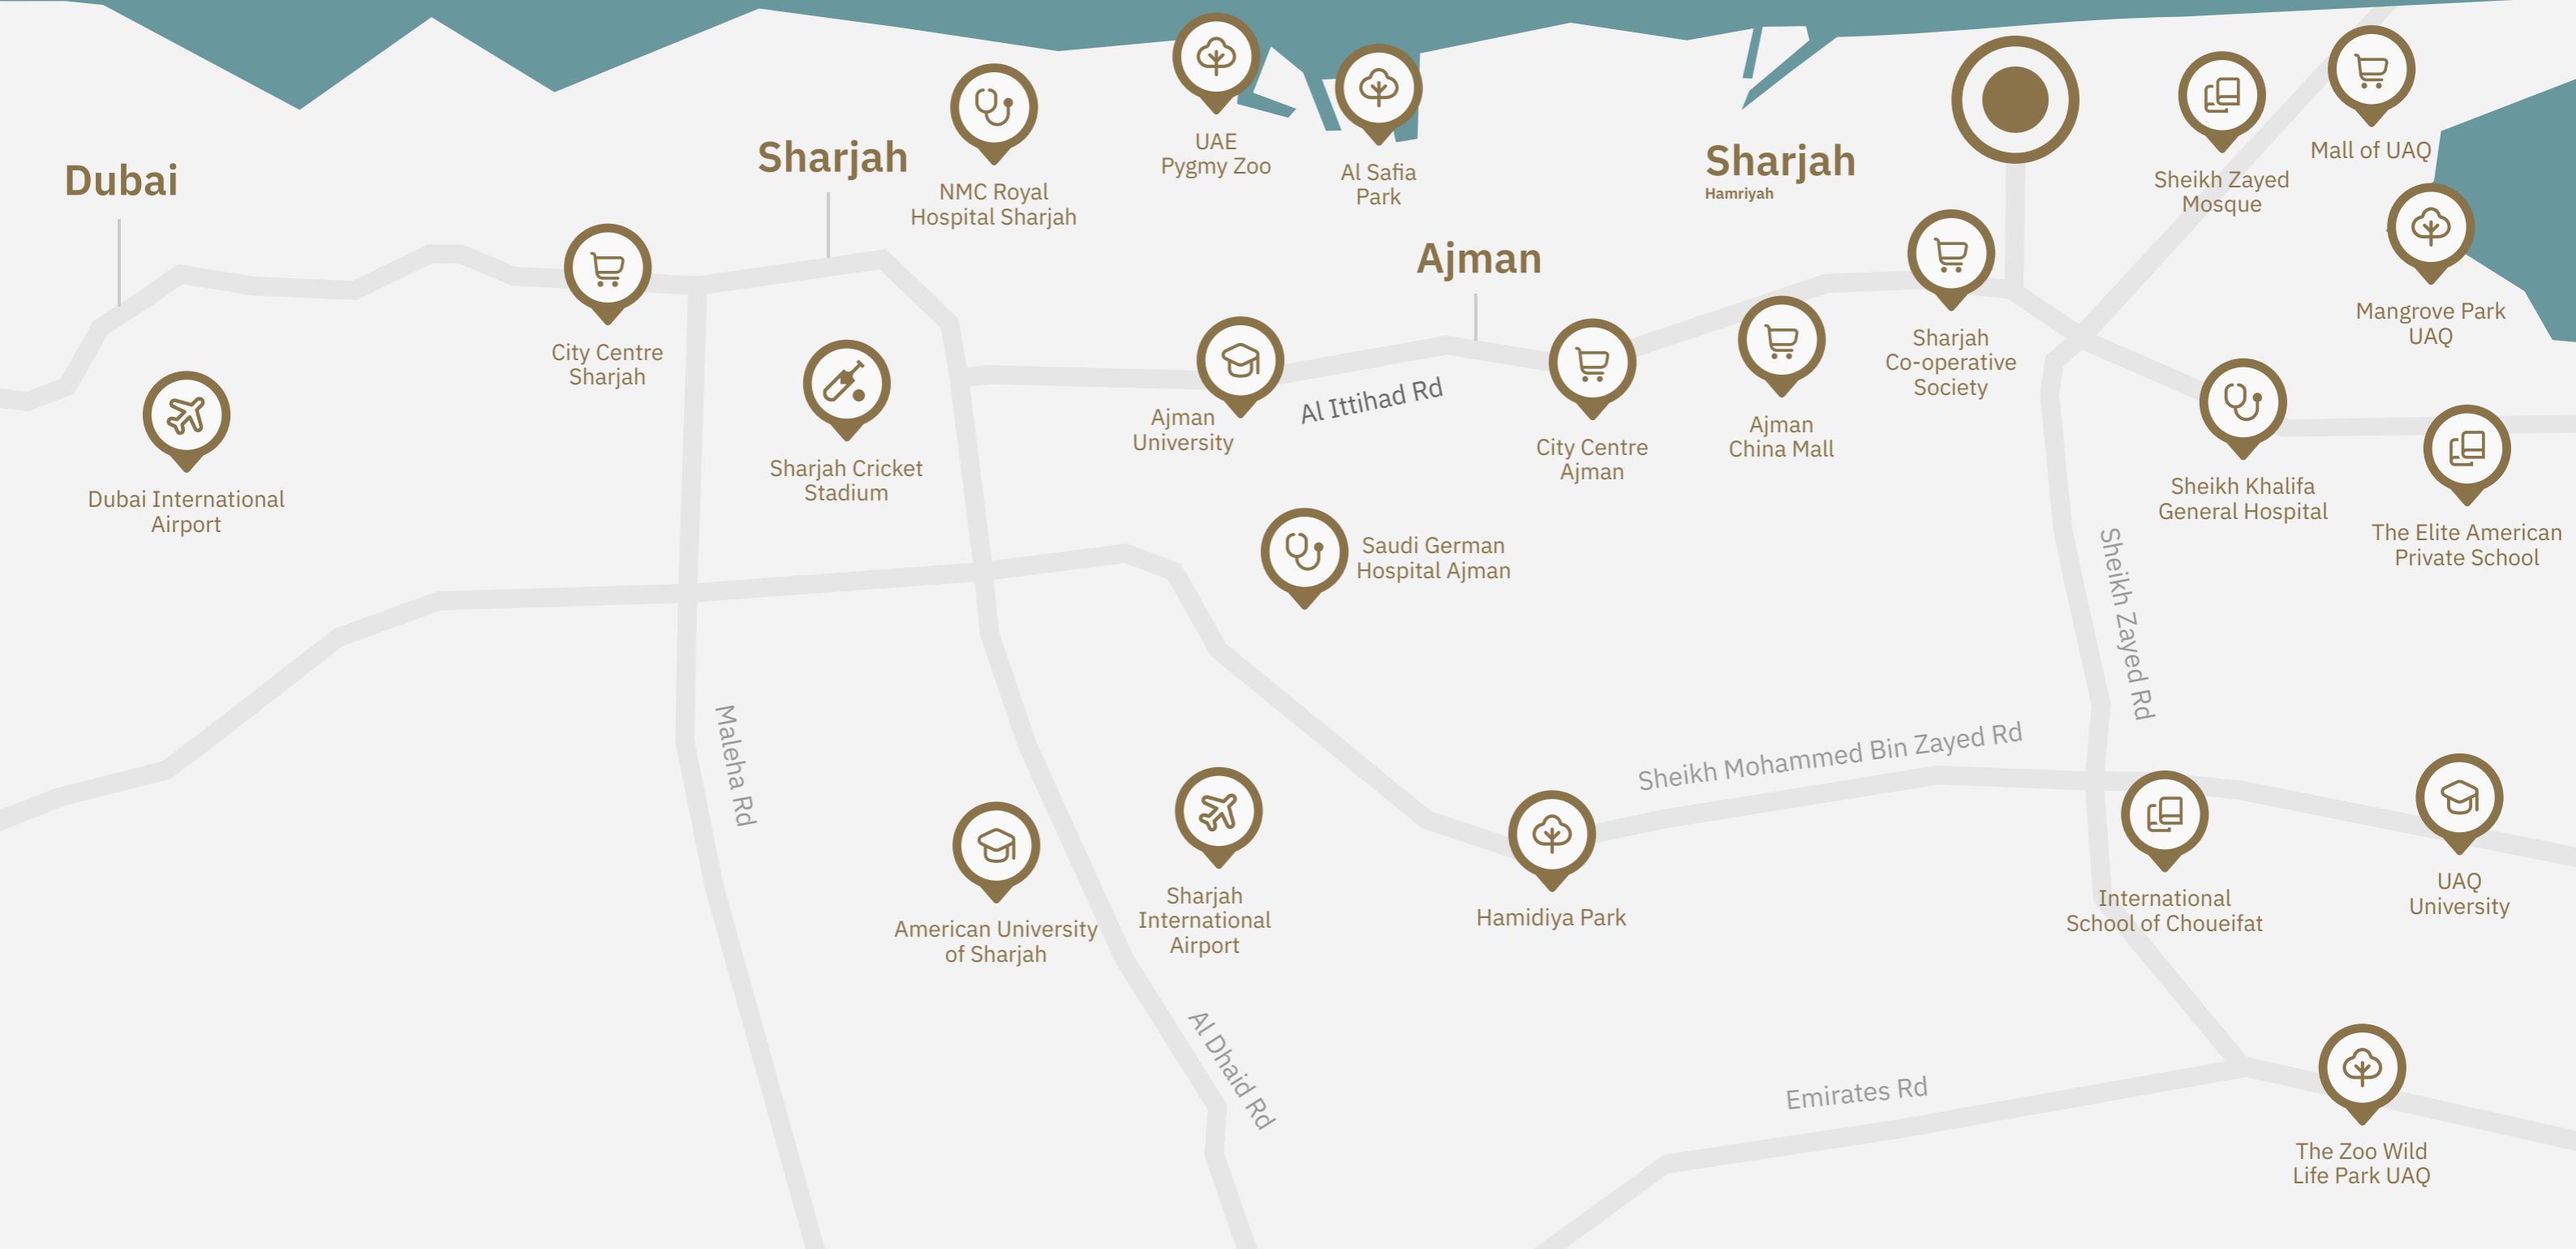 Dubai
Sharjah
NMC Royal
Hospital Sharjah
UAE
Pygmy Zoo
Al Safia
Park
Sharjah
Hamriyah
Sheikh Zayed
Mosque
Mall of UAQ
Mangrove Park
UAQ
Ajman
City Centre
Sharjah
Dubai International
Airport
Sharjah Cricket
Stadium
Ajman
University
Al Ittihad Rd
City Centre
Ajman
Ajman
China Mall
Sharjah
Co-operative
Society
Sheikh Khalifa
General Hospital
The Elite American
Private School
Saudi German
Hospital Ajman
Sheikh Zayed Rd
Maleha Rd
Sheikh Mohammed Bin Zayed Rd
American University
of Sharjah
Sharjah
International
Airport
Hamidiya Park
International
School of Choueifat
UAQ
University
Al Dhaid Rd
Emirates Rd
The Zoo Wild
Life Park UAQ